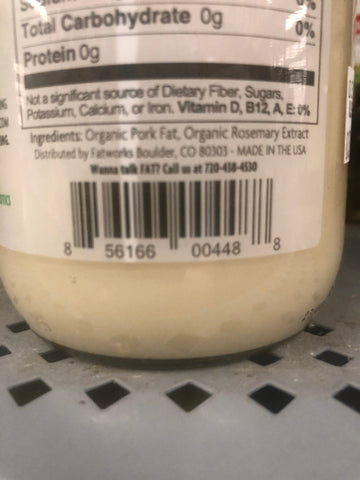 Total Carbohydrate 0g 0%
Protein 0g
Not a significant source of Dietary Fiber, Sugars,
Potassium, Calcium, or Iron. Vitamin D, B12, A, E: 0%
Ingredients: Organic Pork Fat, Organic Rosemary Extract
Distributed by Fatworks Boulder, CO 80303 - MADE IN THE USA
Wanna talk FAT? Call us at 720-438-4530
8 56166 00448 8